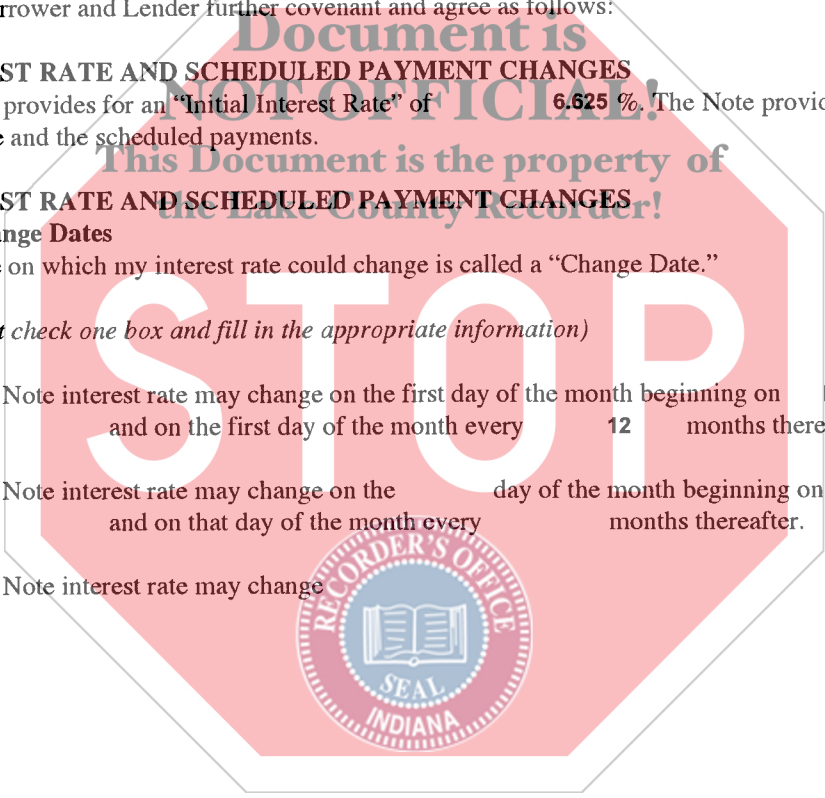 rrower and Lender further covenant and agree as follows:
Document is
ST RATE AND SCHEDULED PAYMENT CHANGES
NOT OFFICIAL!
provides for an “Initial Interest Rate” of 6.625 %. The Note provid
e and the scheduled payments.
This Document is the property of
ST RATE AND SCHEDULED PAYMENT CHANGES
the Lake County Recorder!
nge Dates
e on which my interest rate could change is called a “Change Date.”
STOP
t check one box and fill in the appropriate information)
Note interest rate may change on the first day of the month beginning on
and on the first day of the month every 12 months there
Note interest rate may change on the day of the month beginning on
and on that day of the month every months thereafter.
Note interest rate may change
RECORDER'S OFFICE
SEAL
INDIANA